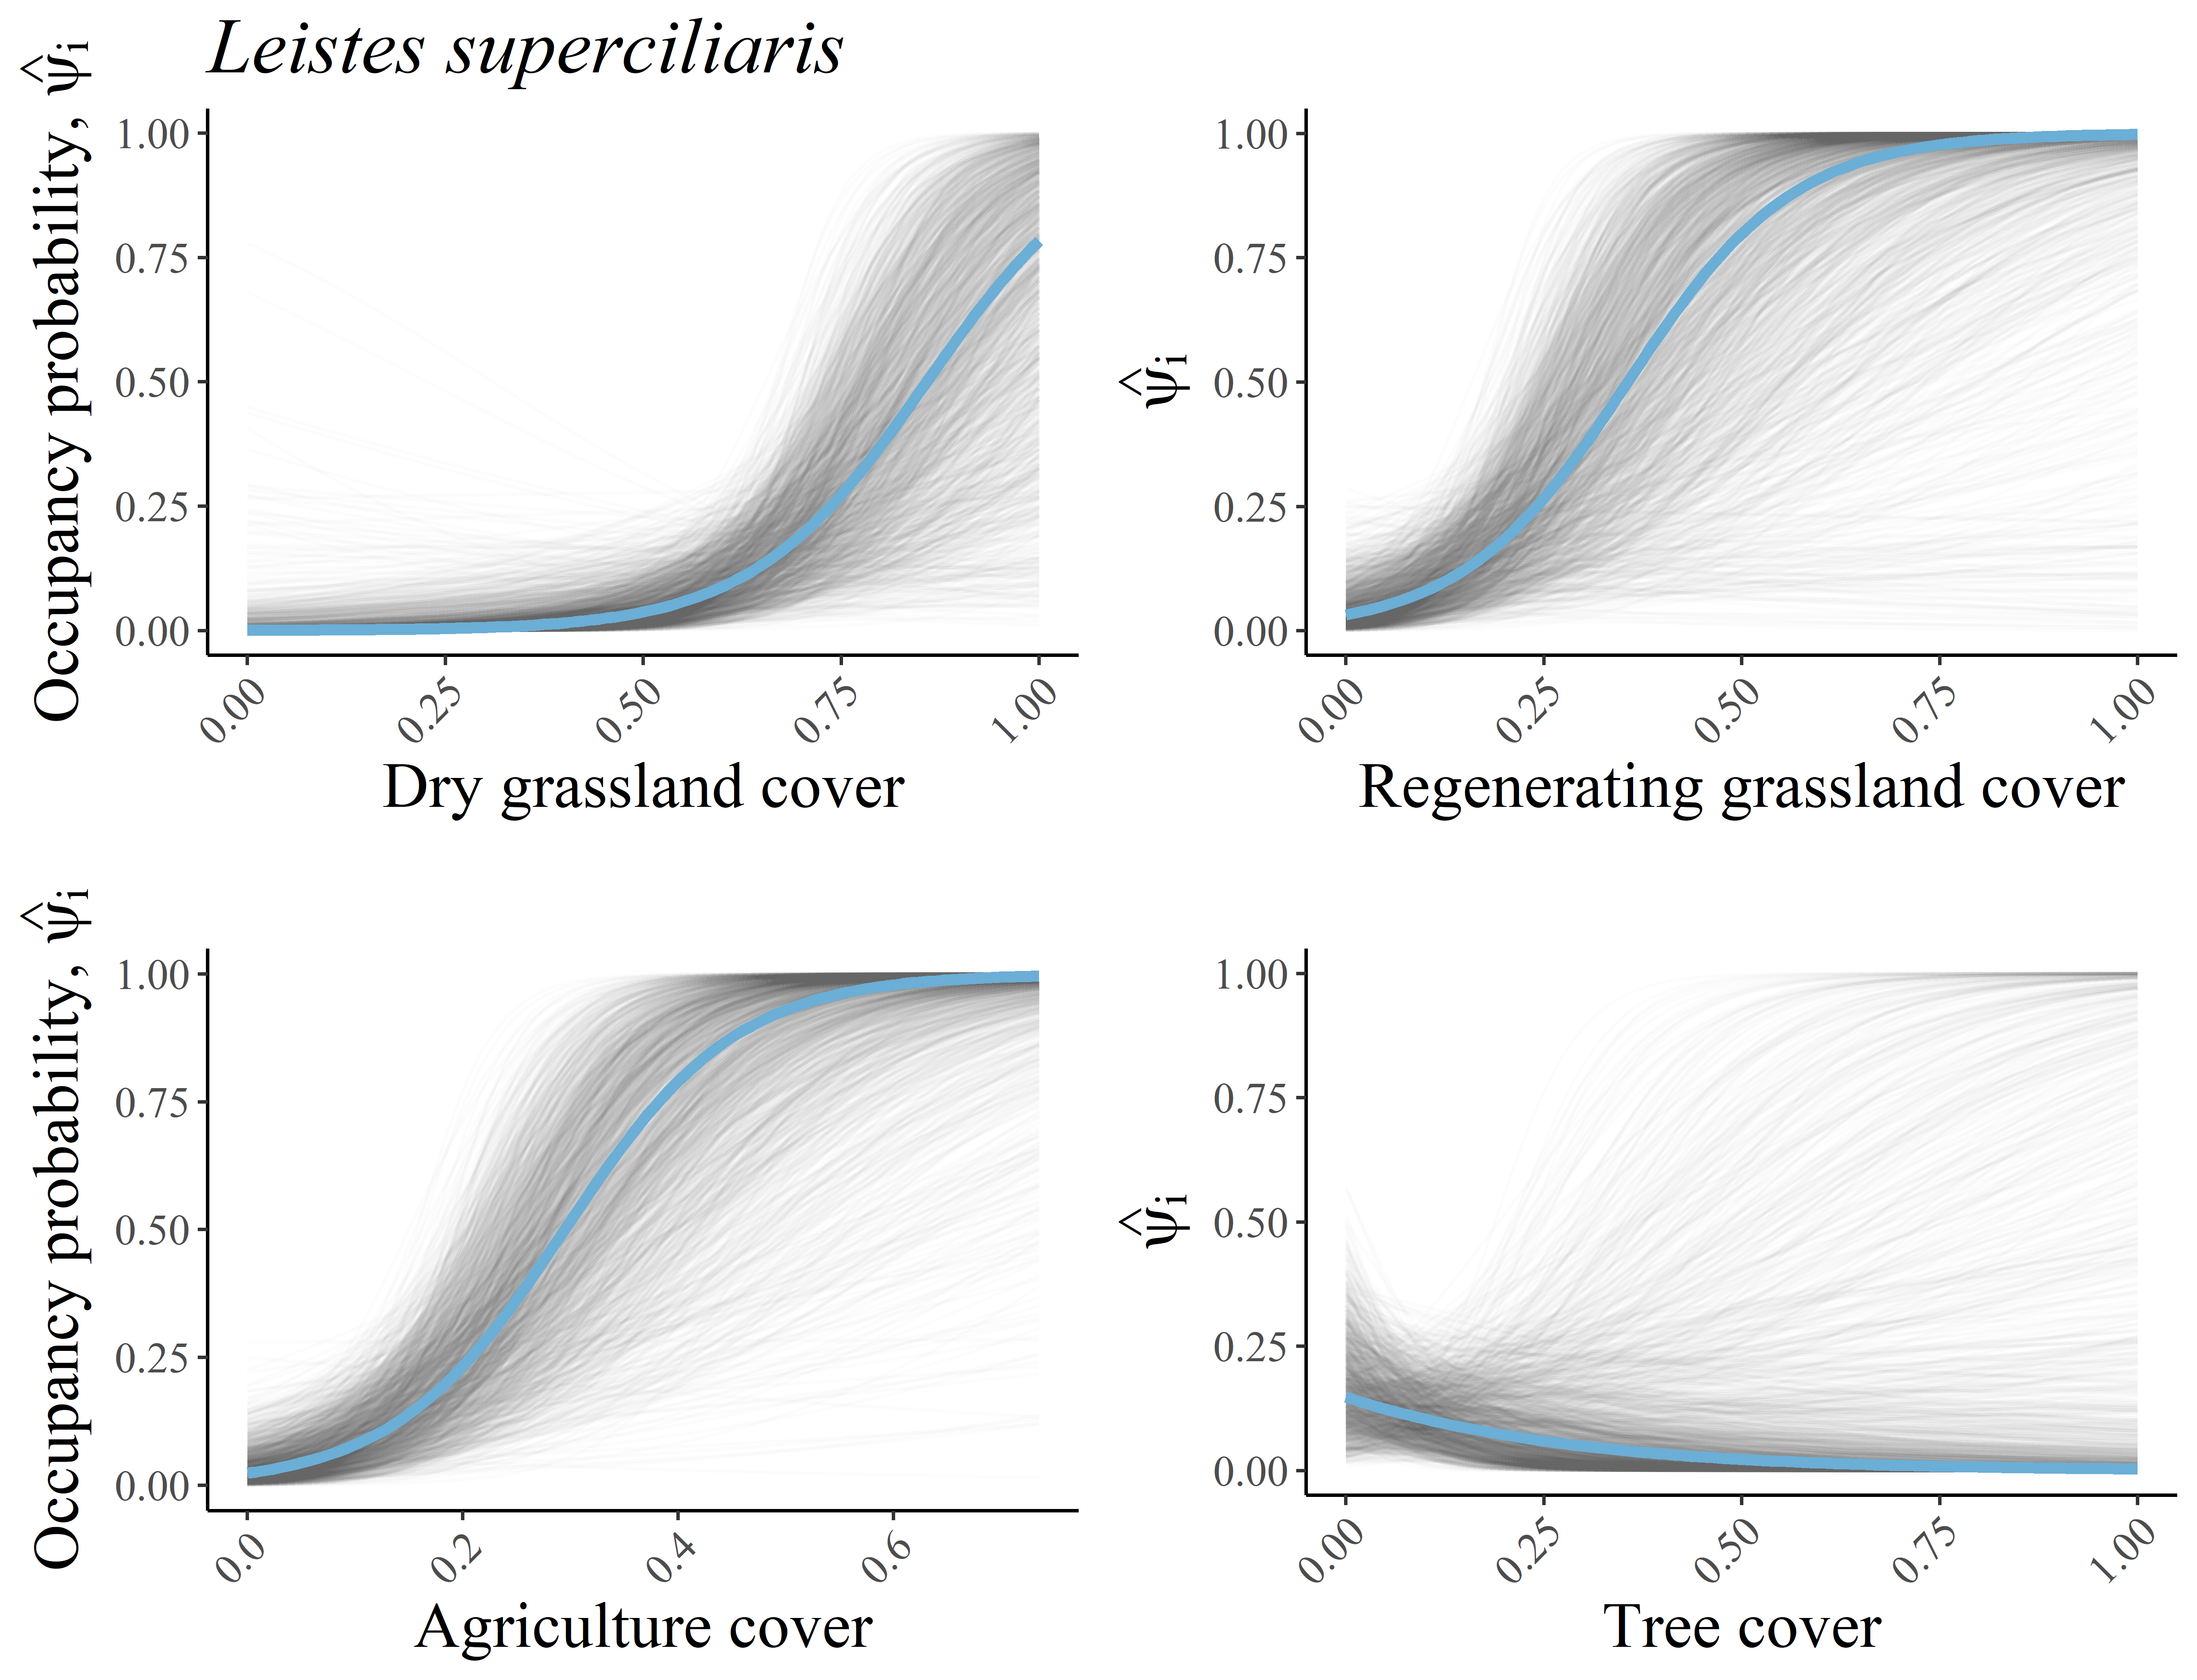 Leistes superciliaris
Occupancy probability, ψ̂i
1.00
0.75
0.50
0.25
0.00
0.00 0.25 0.50 0.75 1.00
Dry grassland cover
ψ̂i
1.00
0.75
0.50
0.25
0.00
0.00 0.25 0.50 0.75 1.00
Regenerating grassland cover
Occupancy probability, ψ̂i
1.00
0.75
0.50
0.25
0.00
0.0 0.2 0.4 0.6
Agriculture cover
ψ̂i
1.00
0.75
0.50
0.25
0.00
0.00 0.25 0.50 0.75 1.00
Tree cover